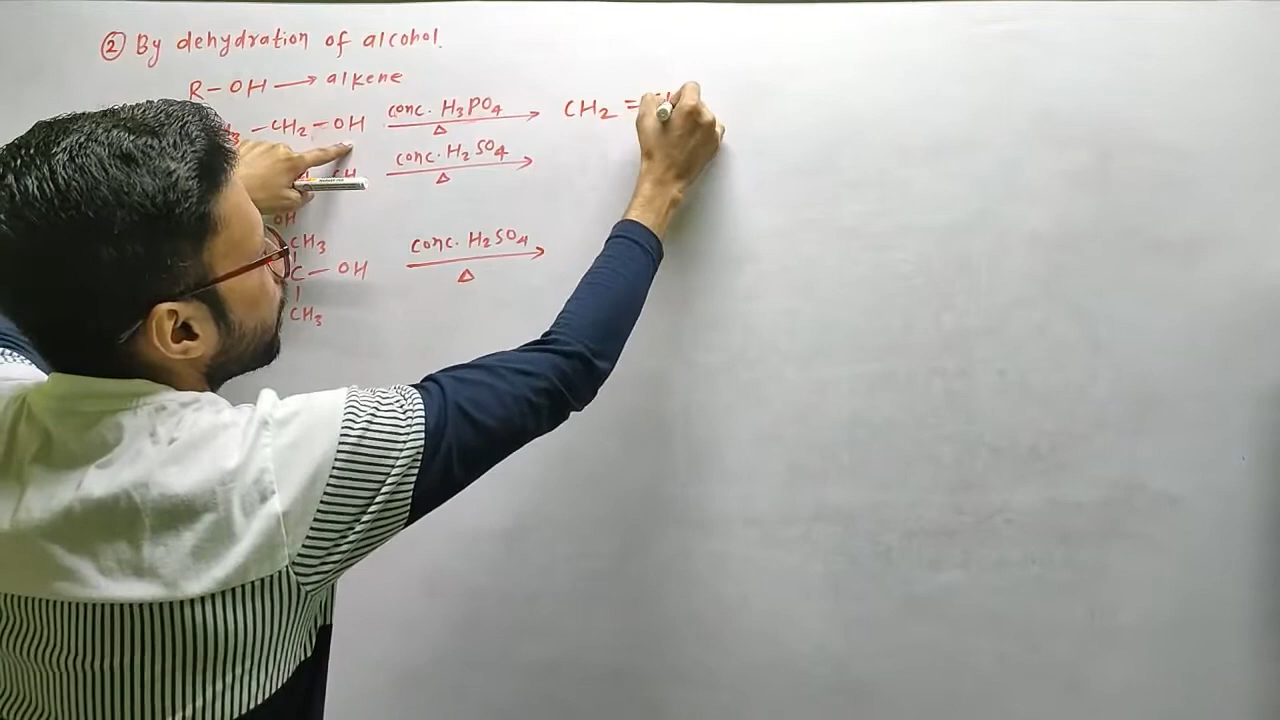 ② By dehydration of alcohol.
R-OH → alkene
-CH₂-OH conc. H₃PO₄ Δ → CH₂ =
conc. H₂SO₄ Δ →
OH
CH₃
C-OH conc. H₂SO₄ Δ →
CH₃